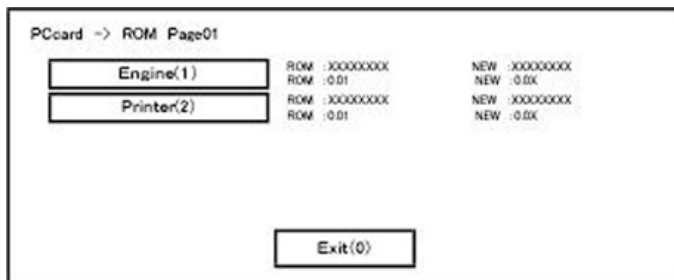 PCcard -> ROM Page01
Engine(1) ROM :XXXXXXXX NEW :XXXXXXXX
ROM :0.01 NEW :0.0X
Printer(2) ROM :XXXXXXXX NEW :XXXXXXXX
ROM :0.01 NEW :0.0X
Exit(0)